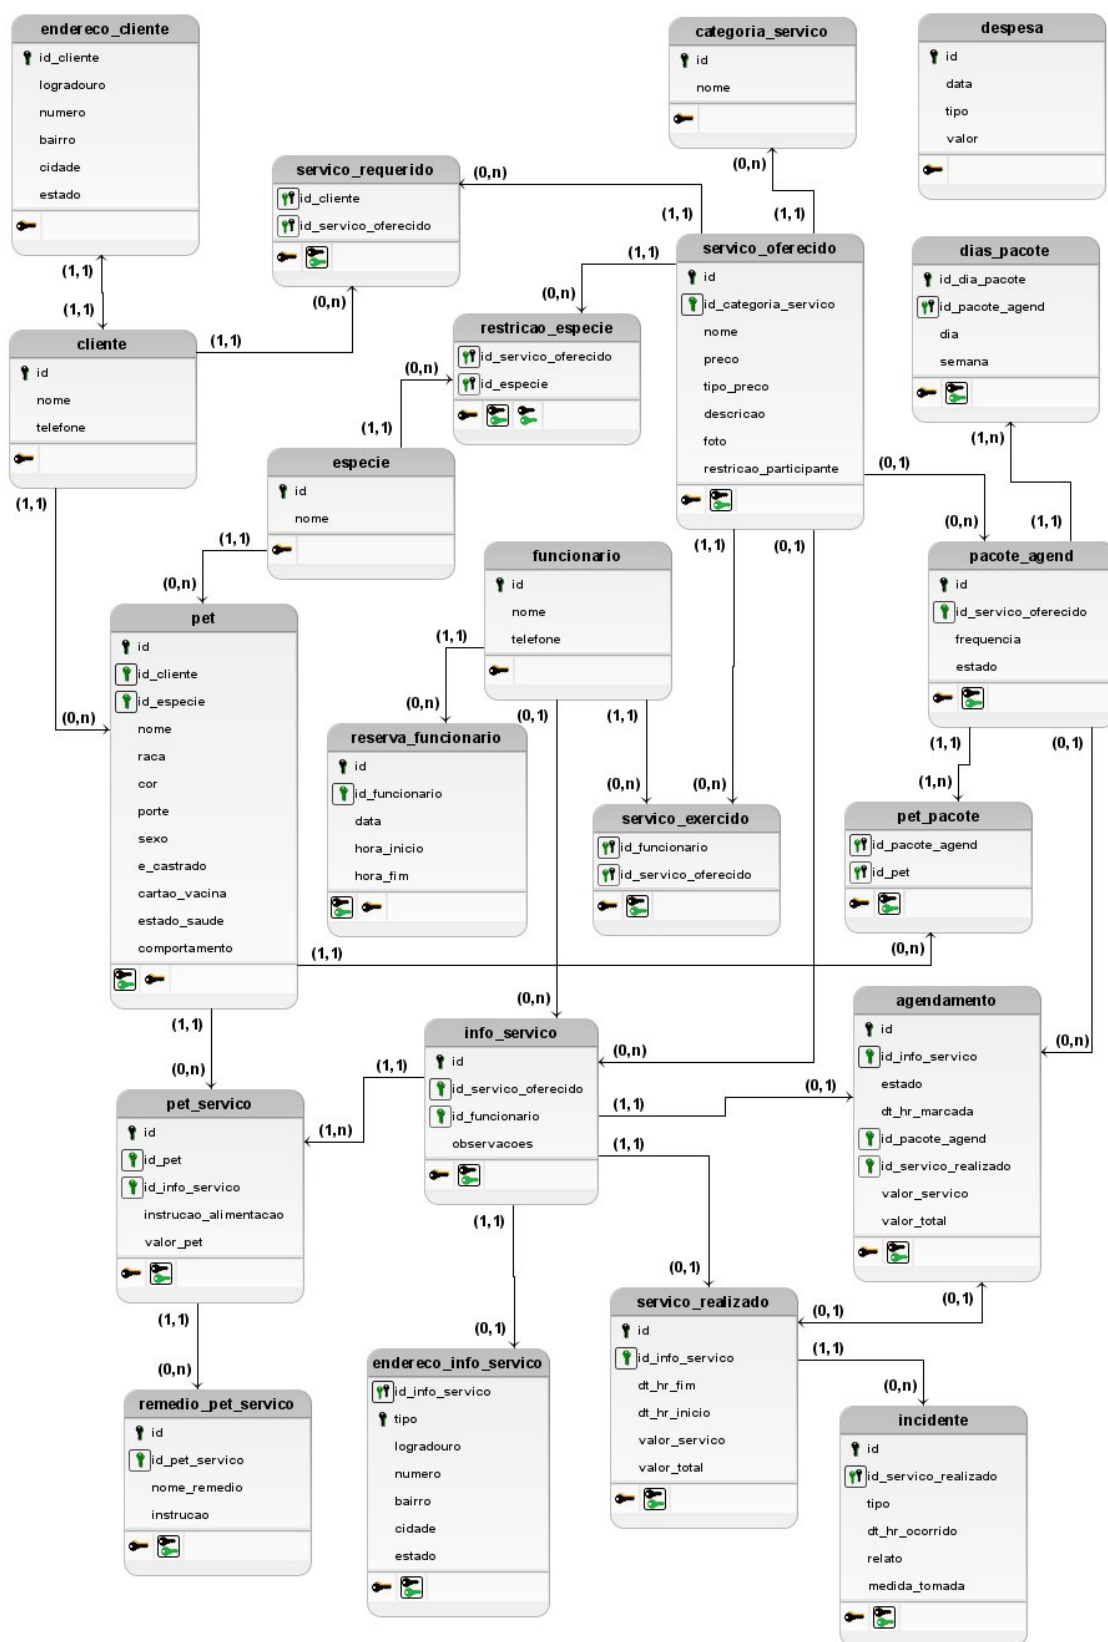 endereco_cliente
id_cliente
logradouro
numero
bairro
cidade
estado
categoria_servico
id
nome
despesa
id
data
tipo
valor
servico_requerido
id_cliente
id_servico_oferecido
(0,n)
(0,n)
(1,1)
(1,1)
servico_oferecido
id
id_categoria_servico
nome
preco
tipo_preco
descricao
foto
restricao_participante
dias_pacote
id_dia_pacote
id_pacote_agend
dia
semana
(1,1)
(1,1)
(0,n)
(1,1)
(1,1)
(0,n)
restricao_especie
id_servico_oferecido
id_especie
cliente
id
nome
telefone
(0,n)
(1,1)
(1,n)
(1,1)
(0,1)
(0,n)
especie
id
nome
(1,1)
(1,1)
(0,n)
funcionario
id
nome
telefone
(1,1)
(0,1)
pacote_agend
id
id_servico_oferecido
frequencia
estado
pet
id
id_cliente
id_especie
nome
raca
cor
porte
sexo
e_castrado
cartao_vacina
estado_saude
comportamento
(0,n)
(1,1)
(0,n)
(0,1)
(1,1)
(1,1)
(0,1)
reserva_funcionario
id
id_funcionario
data
hora_inicio
hora_fim
(0,n)
(0,n)
(1,n)
servico_exercido
id_funcionario
id_servico_oferecido
pet_pacote
id_pacote_agend
id_pet
(1,1)
(0,n)
(0,n)
(1,1)
(0,n)
info_servico
id
id_servico_oferecido
id_funcionario
observacoes
(0,n)
(0,n)
agendamento
id
id_info_servico
estado
dt_hr_marcada
id_pacote_agend
id_servico_realizado
valor_servico
valor_total
pet_servico
id
id_pet
id_info_servico
instrucao_alimentacao
valor_pet
(1,1)
(1,n)
(1,1)
(0,1)
(1,1)
(1,1)
(0,1)
(0,1)
(0,1)
(0,1)
(1,1)
(0,n)
servico_realizado
id
id_info_servico
dt_hr_fim
dt_hr_inicio
valor_servico
valor_total
(1,1)
(0,n)
endereco_info_servico
id_info_servico
tipo
logradouro
numero
bairro
cidade
estado
remedio_pet_servico
id
id_pet_servico
nome_remedio
instrucao
incidente
id
id_servico_realizado
tipo
dt_hr_ocorrido
relato
medida_tomada